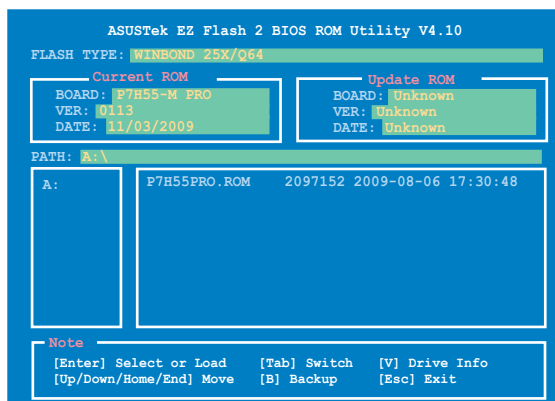 ASUSTek EZ Flash 2 BIOS ROM Utility V4.10
FLASH TYPE: WINBOND 25X/Q64
Current ROM
BOARD: P7H55-M PRO
VER: 0113
DATE: 11/03/2009
Update ROM
BOARD: Unknown
VER: Unknown
DATE: Unknown
PATH: A:\
A:
P7H55PRO.ROM 2097152 2009-08-06 17:30:48
Note
[Enter] Select or Load [Tab] Switch [V] Drive Info
[Up/Down/Home/End] Move [B] Backup [Esc] Exit